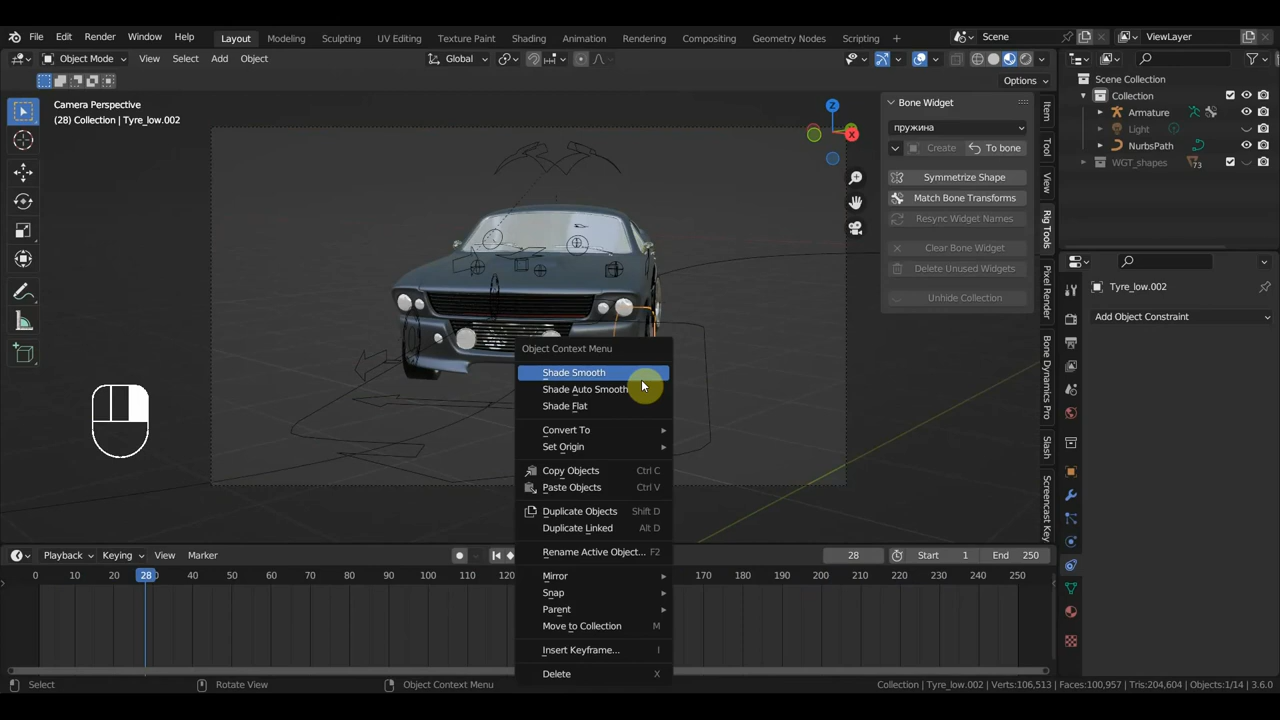 File Edit Render Window Help Layout Modeling Sculpting UV Editing Texture Paint Shading Animation Rendering Compositing Geometry Nodes Scripting + Scene ViewLayer
Object Mode View Select Add Object Global
Options
Camera Perspective
(28) Collection | Tyre_low.002
Z
X
Bone Widget
пружина
Create To bone
Symmetrize Shape
Match Bone Transforms
Resync Widget Names
Clear Bone Widget
Delete Unused Widgets
Unhide Collection
Item
Tool
View
Rig Tools
Pixel Render
Bone Dynamics Pro
Slash
Screencast Key
Scene Collection
Collection
Armature
Light
NurbsPath
WGT_shapes 73
Tyre_low.002
Add Object Constraint
Object Context Menu
Shade Smooth
Shade Auto Smooth
Shade Flat
Convert To
Set Origin
Copy Objects Ctrl C
Paste Objects Ctrl V
Duplicate Objects Shift D
Duplicate Linked Alt D
Rename Active Object... F2
Mirror
Snap
Parent
Move to Collection M
Insert Keyframe... I
Delete X
Playback Keying View Marker 28 Start 1 End 250
0 10 20 28 30 40 50 60 70 80 90 100 110 120 170 180 190 200 210 220 230 240 250
Select Rotate View Object Context Menu Collection | Tyre_low.002 | Verts:106,513 | Faces:100,957 | Tris:204,604 | Objects:1/14 | 3.6.0